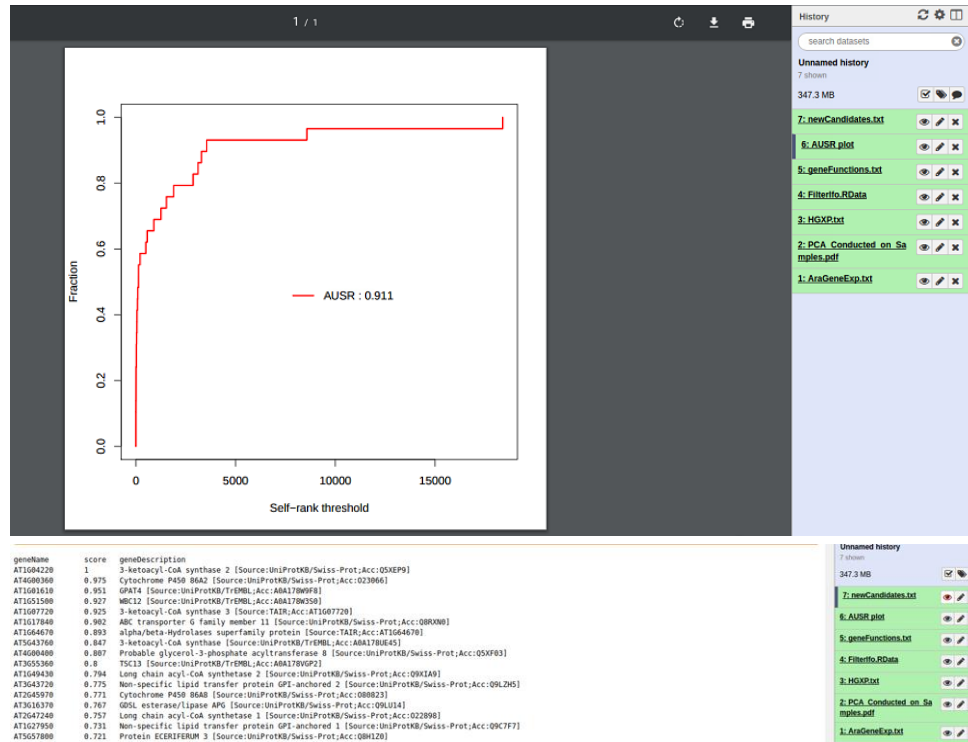 1 / 1
History
search datasets
Unnamed history
7 shown
347.3 MB
7: newCandidates.txt
6: AUSR plot
5: geneFunctions.txt
4: FilterIfo.RData
3: HGXP.txt
2: PCA_Conducted_on_Sa
mples.pdf
1: AraGeneExp.txt
1.0
0.8
0.6
0.4
0.2
0.0
Fraction
AUSR : 0.911
0 5000 10000 15000
Self-rank threshold
geneName score geneDescription
AT1G04220 1 3-ketoacyl-CoA synthase 2 [Source:UniProtKB/Swiss-Prot;Acc:Q5XEP9]
AT4G00360 0.975 Cytochrome P450 86A2 [Source:UniProtKB/Swiss-Prot;Acc:O23066]
AT1G01610 0.951 GPAT4 [Source:UniProtKB/TrEMBL;Acc:A0A178W9F8]
AT1G51500 0.927 WBC12 [Source:UniProtKB/TrEMBL;Acc:A0A178W3S0]
AT1G07720 0.925 3-ketoacyl-CoA synthase 3 [Source:TAIR;Acc:AT1G07720]
AT1G17840 0.902 ABC transporter G family member 11 [Source:UniProtKB/Swiss-Prot;Acc:Q8RXN0]
AT1G64670 0.893 alpha/beta-Hydrolases superfamily protein [Source:TAIR;Acc:AT1G64670]
AT5G43760 0.847 3-ketoacyl-CoA synthase [Source:UniProtKB/TrEMBL;Acc:A0A178UE45]
AT4G00400 0.807 Probable glycerol-3-phosphate acyltransferase 8 [Source:UniProtKB/Swiss-Prot;Acc:Q5XF03]
AT3G55360 0.8 TSC13 [Source:UniProtKB/TrEMBL;Acc:A0A178VGP2]
AT1G49430 0.794 Long chain acyl-CoA synthetase 2 [Source:UniProtKB/Swiss-Prot;Acc:Q9XIA9]
AT3G43720 0.775 Non-specific lipid transfer protein GPI-anchored 2 [Source:UniProtKB/Swiss-Prot;Acc:Q9LZH5]
AT2G45970 0.771 Cytochrome P450 86A8 [Source:UniProtKB/Swiss-Prot;Acc:O80823]
AT3G16370 0.767 GDSL esterase/lipase APG [Source:UniProtKB/Swiss-Prot;Acc:Q9LU14]
AT2G47240 0.757 Long chain acyl-CoA synthetase 1 [Source:UniProtKB/Swiss-Prot;Acc:O22898]
AT1G27950 0.731 Non-specific lipid transfer protein GPI-anchored 1 [Source:UniProtKB/Swiss-Prot;Acc:Q9C7F7]
AT5G57800 0.721 Protein ECERIFERUM 3 [Source:UniProtKB/Swiss-Prot;Acc:Q8H1Z0]
Unnamed history
7 shown
347.3 MB
7: newCandidates.txt
6: AUSR plot
5: geneFunctions.txt
4: FilterIfo.RData
3: HGXP.txt
2: PCA_Conducted_on_Sa
mples.pdf
1: AraGeneExp.txt